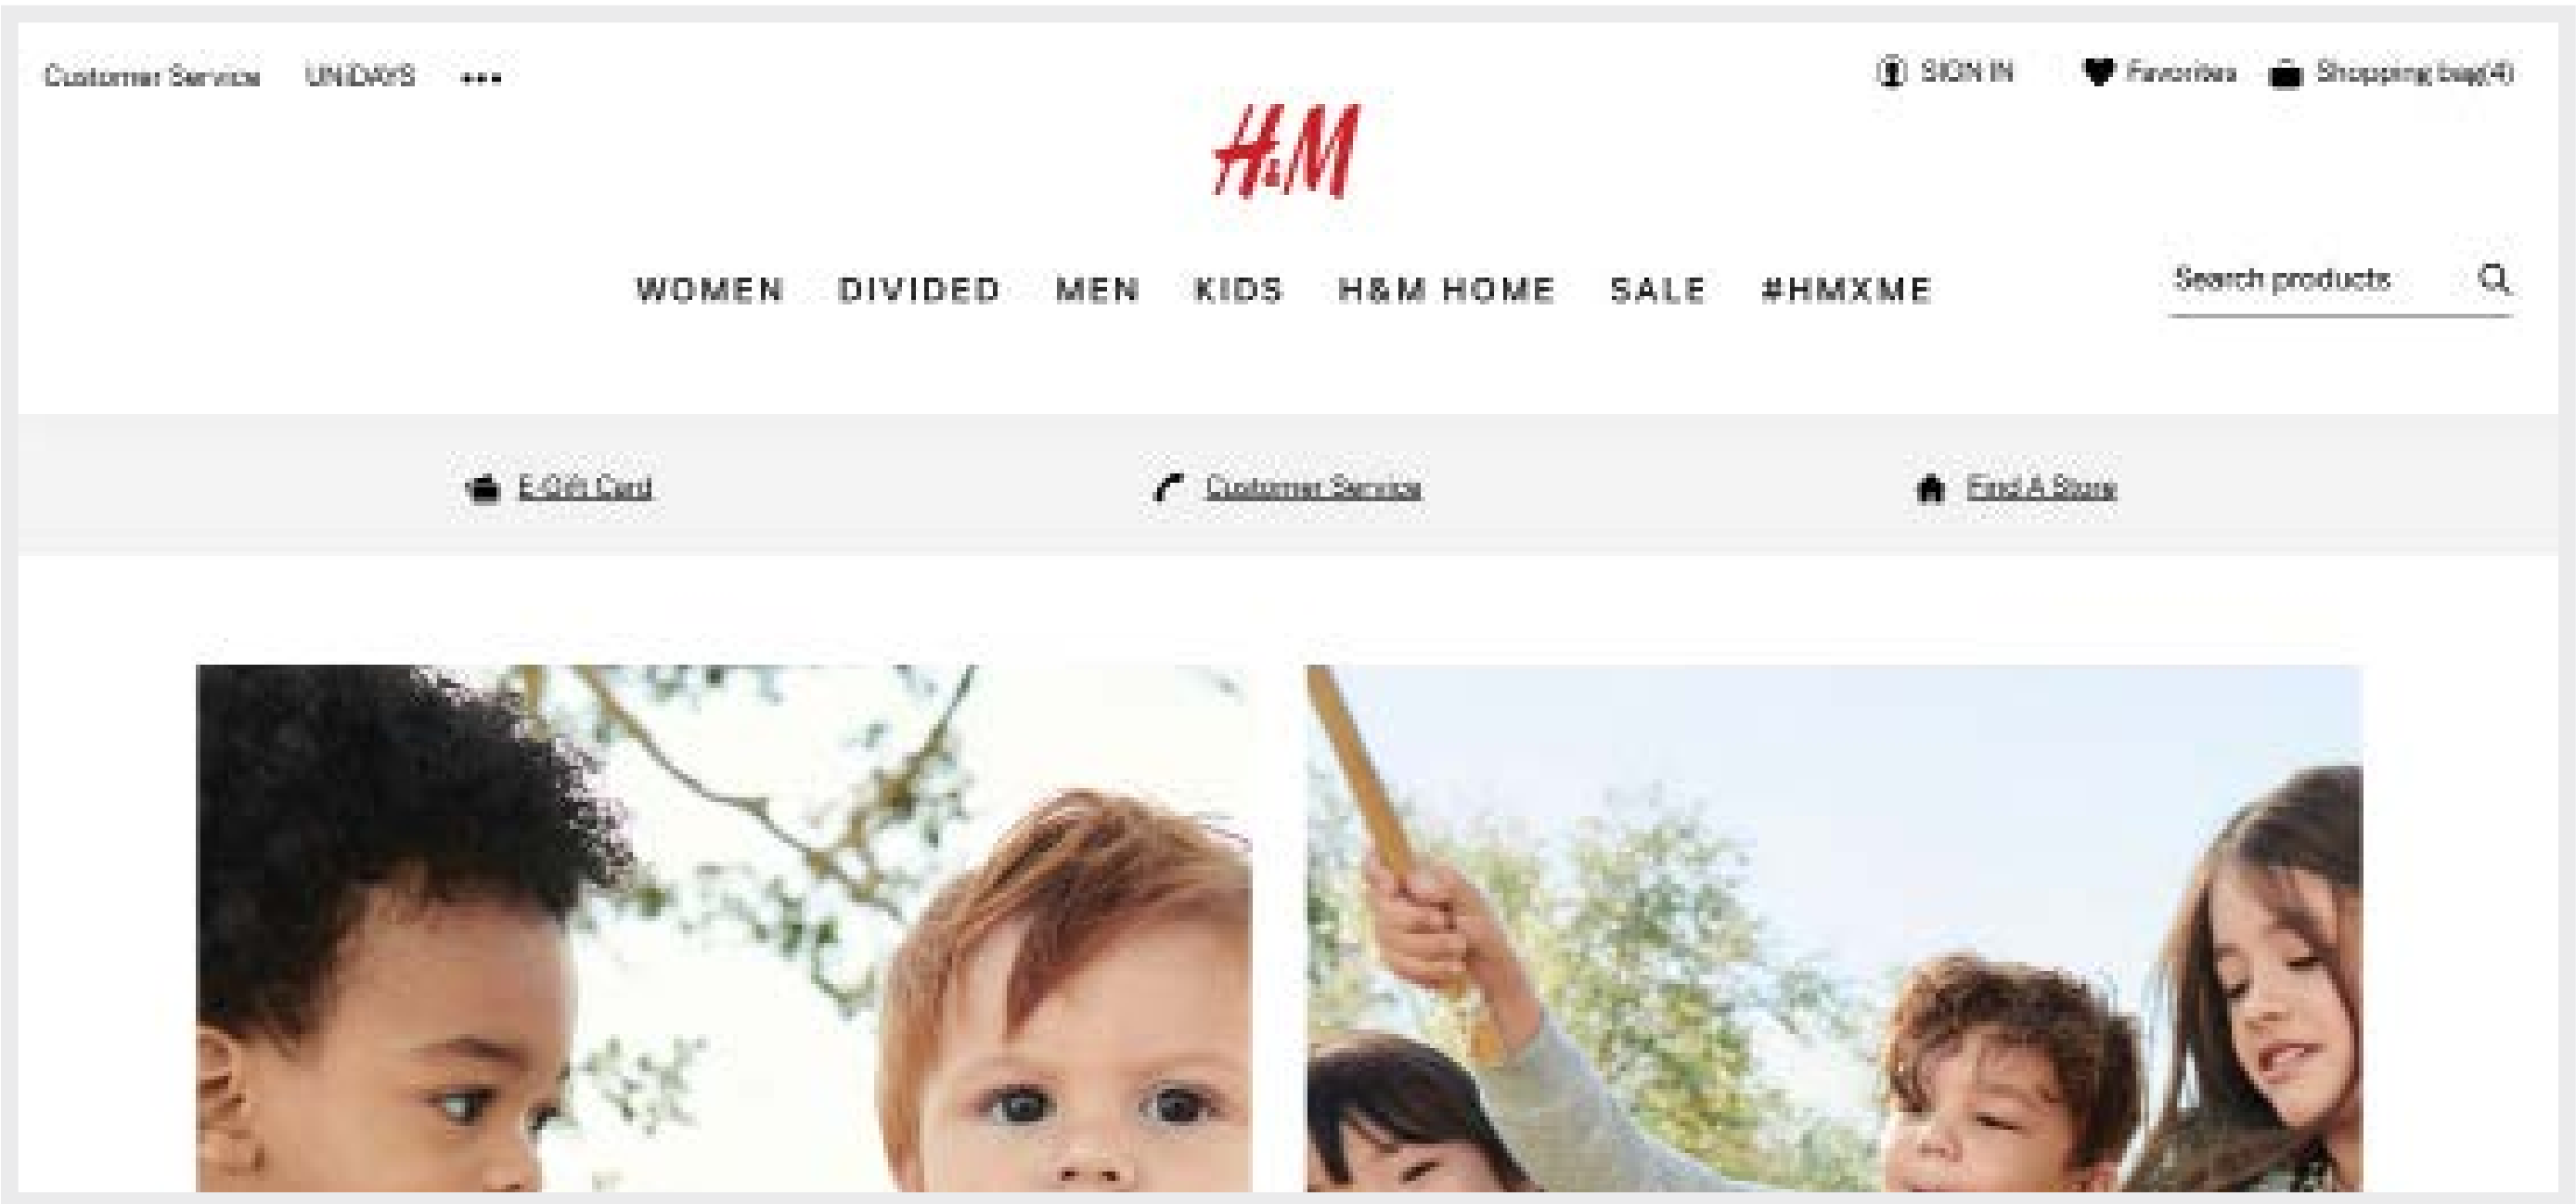 Customer Service UNiDAYS •••
SIGN IN Favorites Shopping bag(4)
H&M
WOMEN DIVIDED MEN KIDS H&M HOME SALE #HMXME
Search products
E-Gift Card Customer Service Find A Store